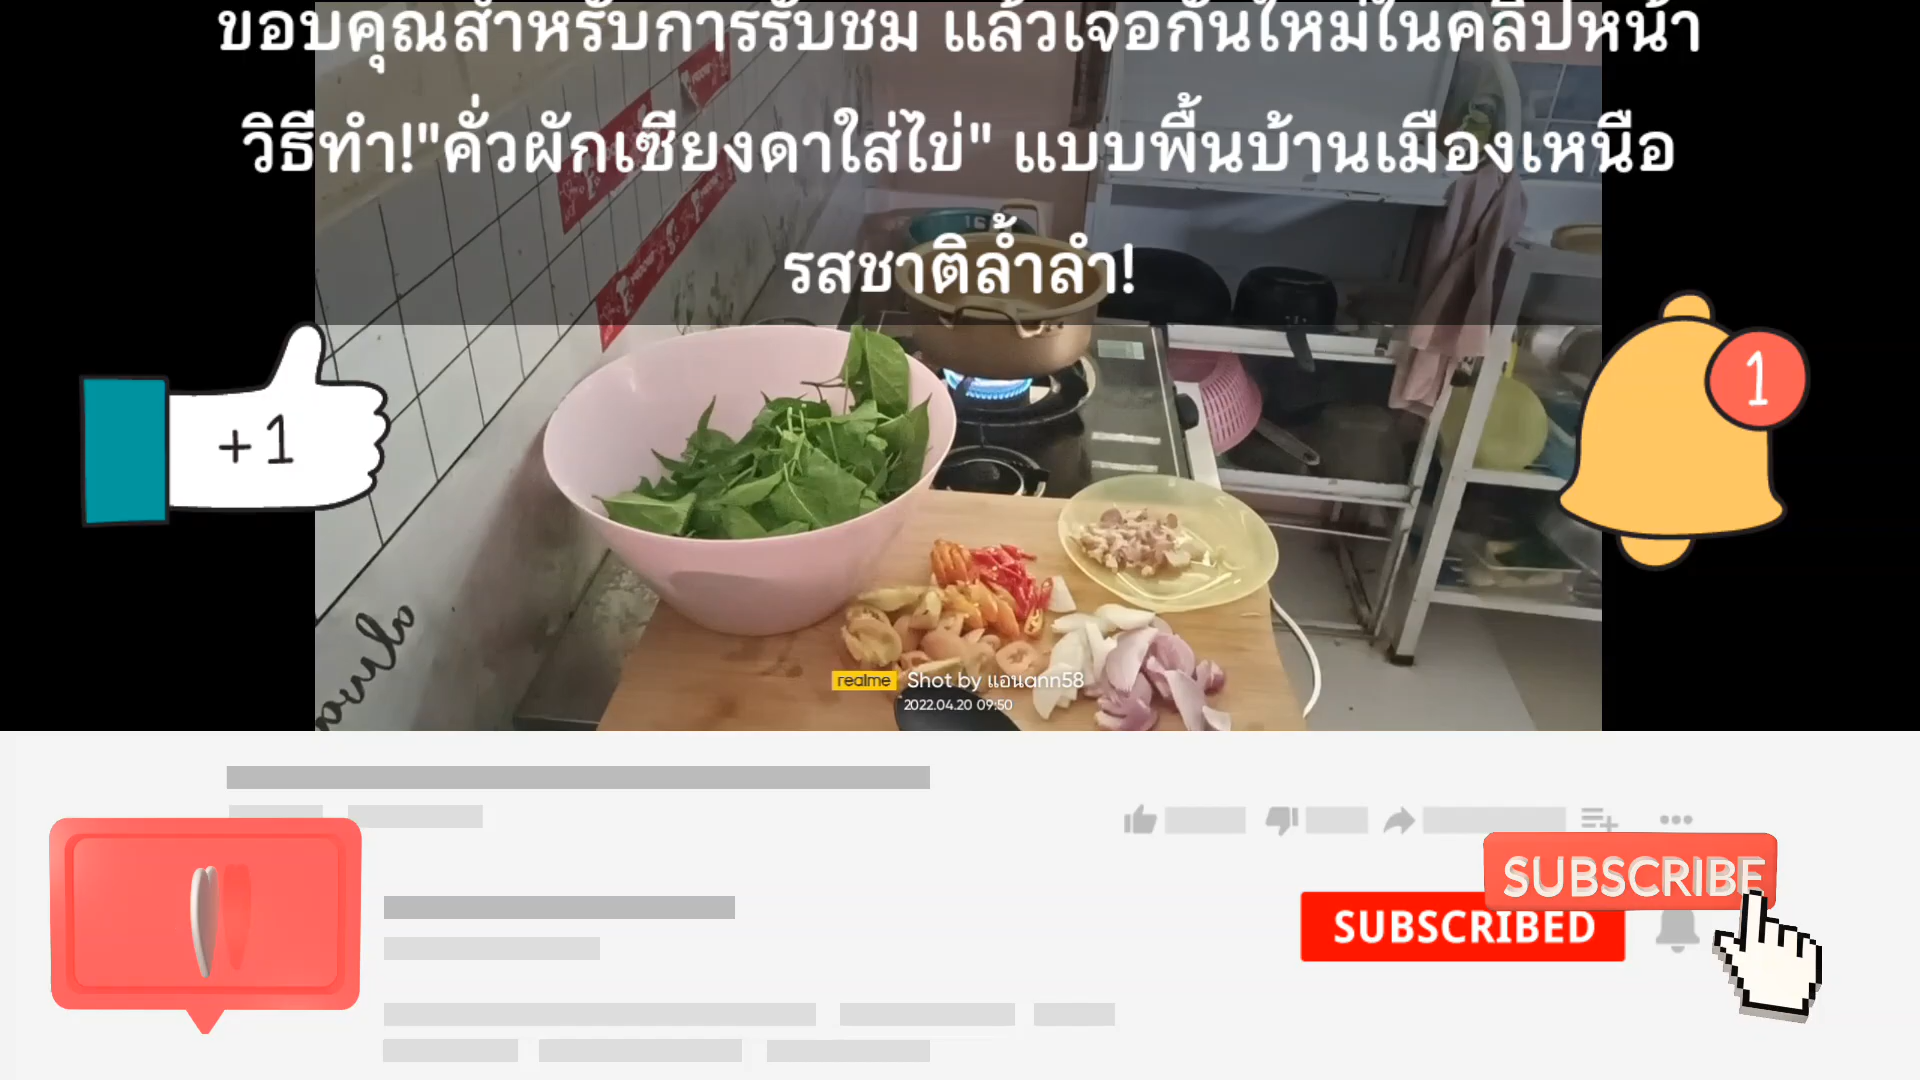 ขอบคุณสำหรับการรับชม แล้วเจอกันใหม่ในคลิปหน้า
วิธีทำ!"คั่วผักเซียงดาใส่ไข่" แบบพื้นบ้านเมืองเหนือ
รสชาติล้ำลำ!
+1
1
realme Shot by แอนann58
2022.04.20 09:50
SUBSCRIBE
SUBSCRIBED